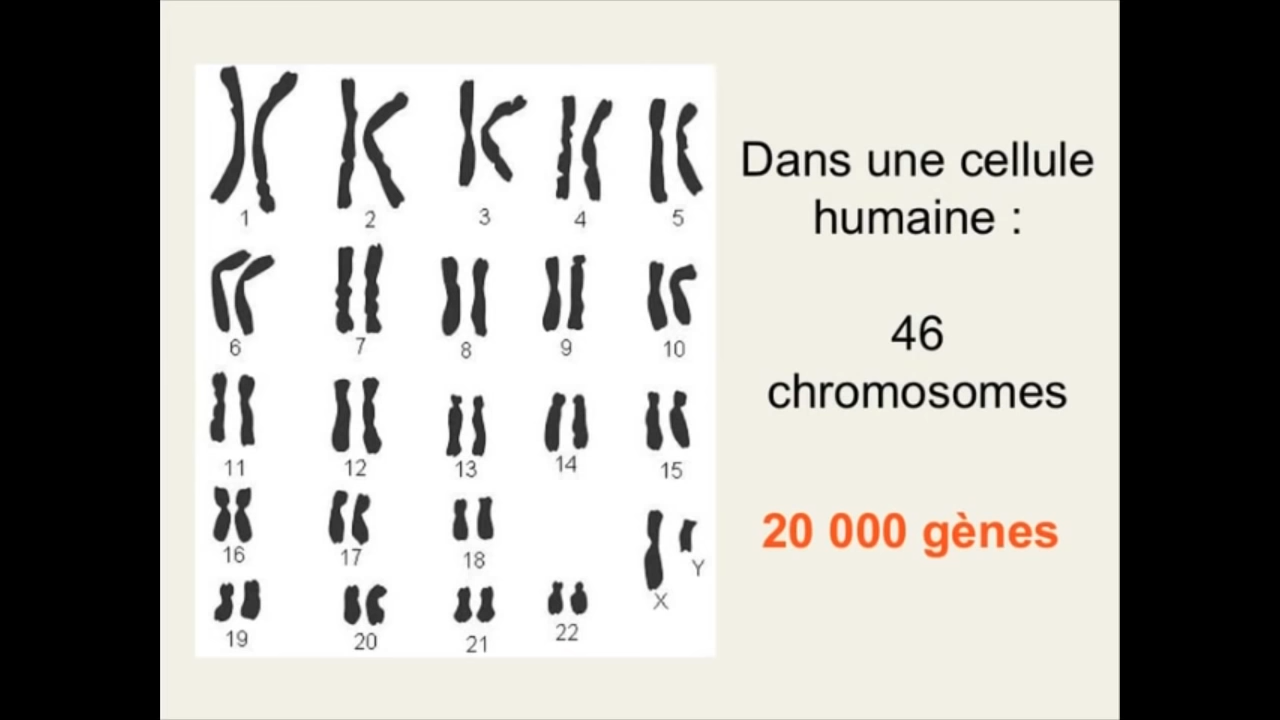 1 2 3 4 5
6 7 8 9 10
11 12 13 14 15
16 17 18
X Y
19 20 21 22
Dans une cellule
humaine :
46
chromosomes
20 000 gènes